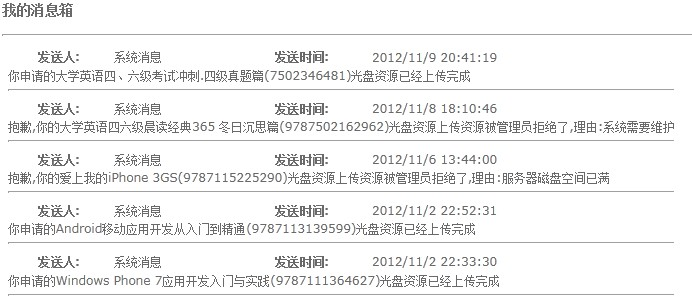 我的消息箱
发送人: 系统消息 发送时间: 2012/11/9 20:41:19
你申请的大学英语四、六级考试冲刺.四级真题篇(7502346481)光盘资源已经上传完成
发送人: 系统消息 发送时间: 2012/11/8 18:10:46
抱歉,你的大学英语四六级晨读经典365 冬日沉思篇(9787502162962)光盘资源上传资源被管理员拒绝了,理由:系统需要维护
发送人: 系统消息 发送时间: 2012/11/6 13:44:00
抱歉,你的爱上我的iPhone 3GS(9787115225290)光盘资源上传资源被管理员拒绝了,理由:服务器磁盘空间已满
发送人: 系统消息 发送时间: 2012/11/2 22:52:31
你申请的Android移动应用开发从入门到精通(9787113139599)光盘资源已经上传完成
发送人: 系统消息 发送时间: 2012/11/2 22:33:30
你申请的Windows Phone 7应用开发入门与实践(9787111364627)光盘资源已经上传完成